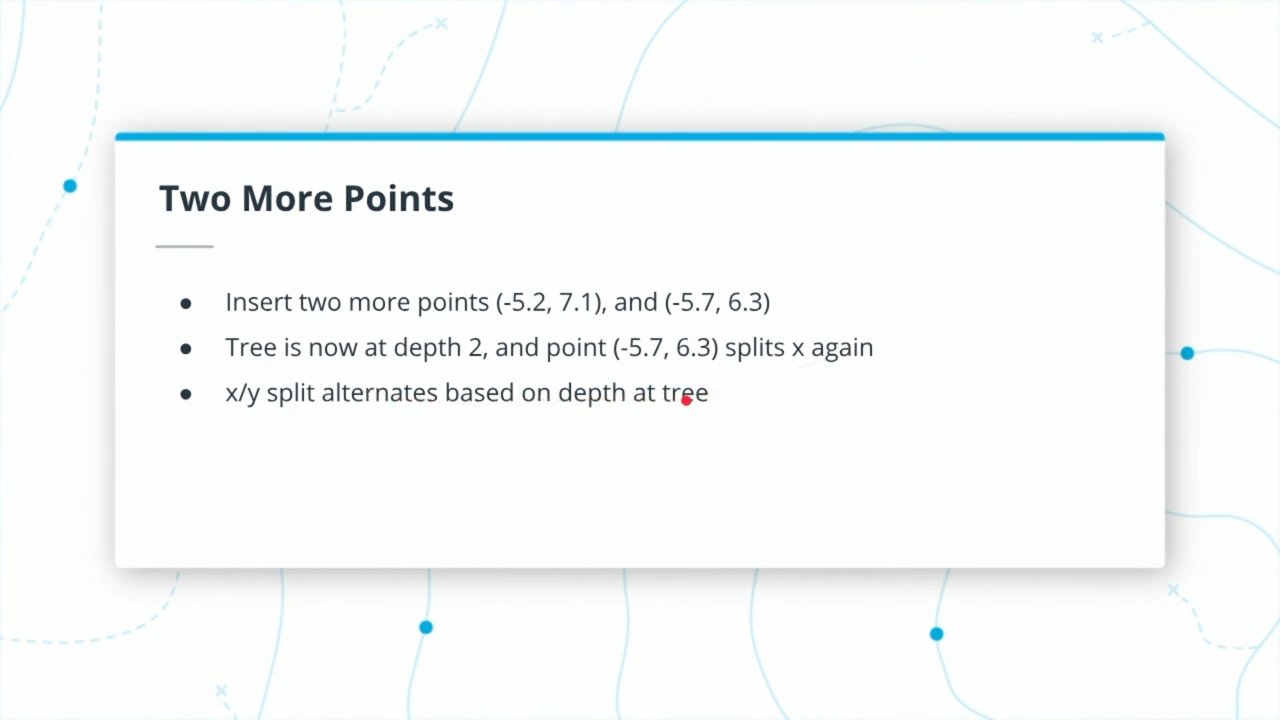 Two More Points
● Insert two more points (-5.2, 7.1), and (-5.7, 6.3)
● Tree is now at depth 2, and point (-5.7, 6.3) splits x again
● x/y split alternates based on depth at tree